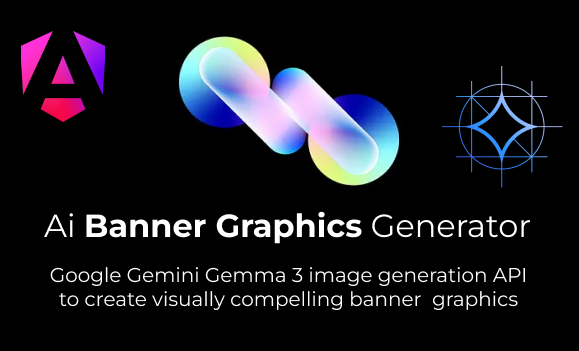 Ai Banner Graphics Generator
Google Gemini Gemma 3 image generation API
to create visually compelling banner graphics